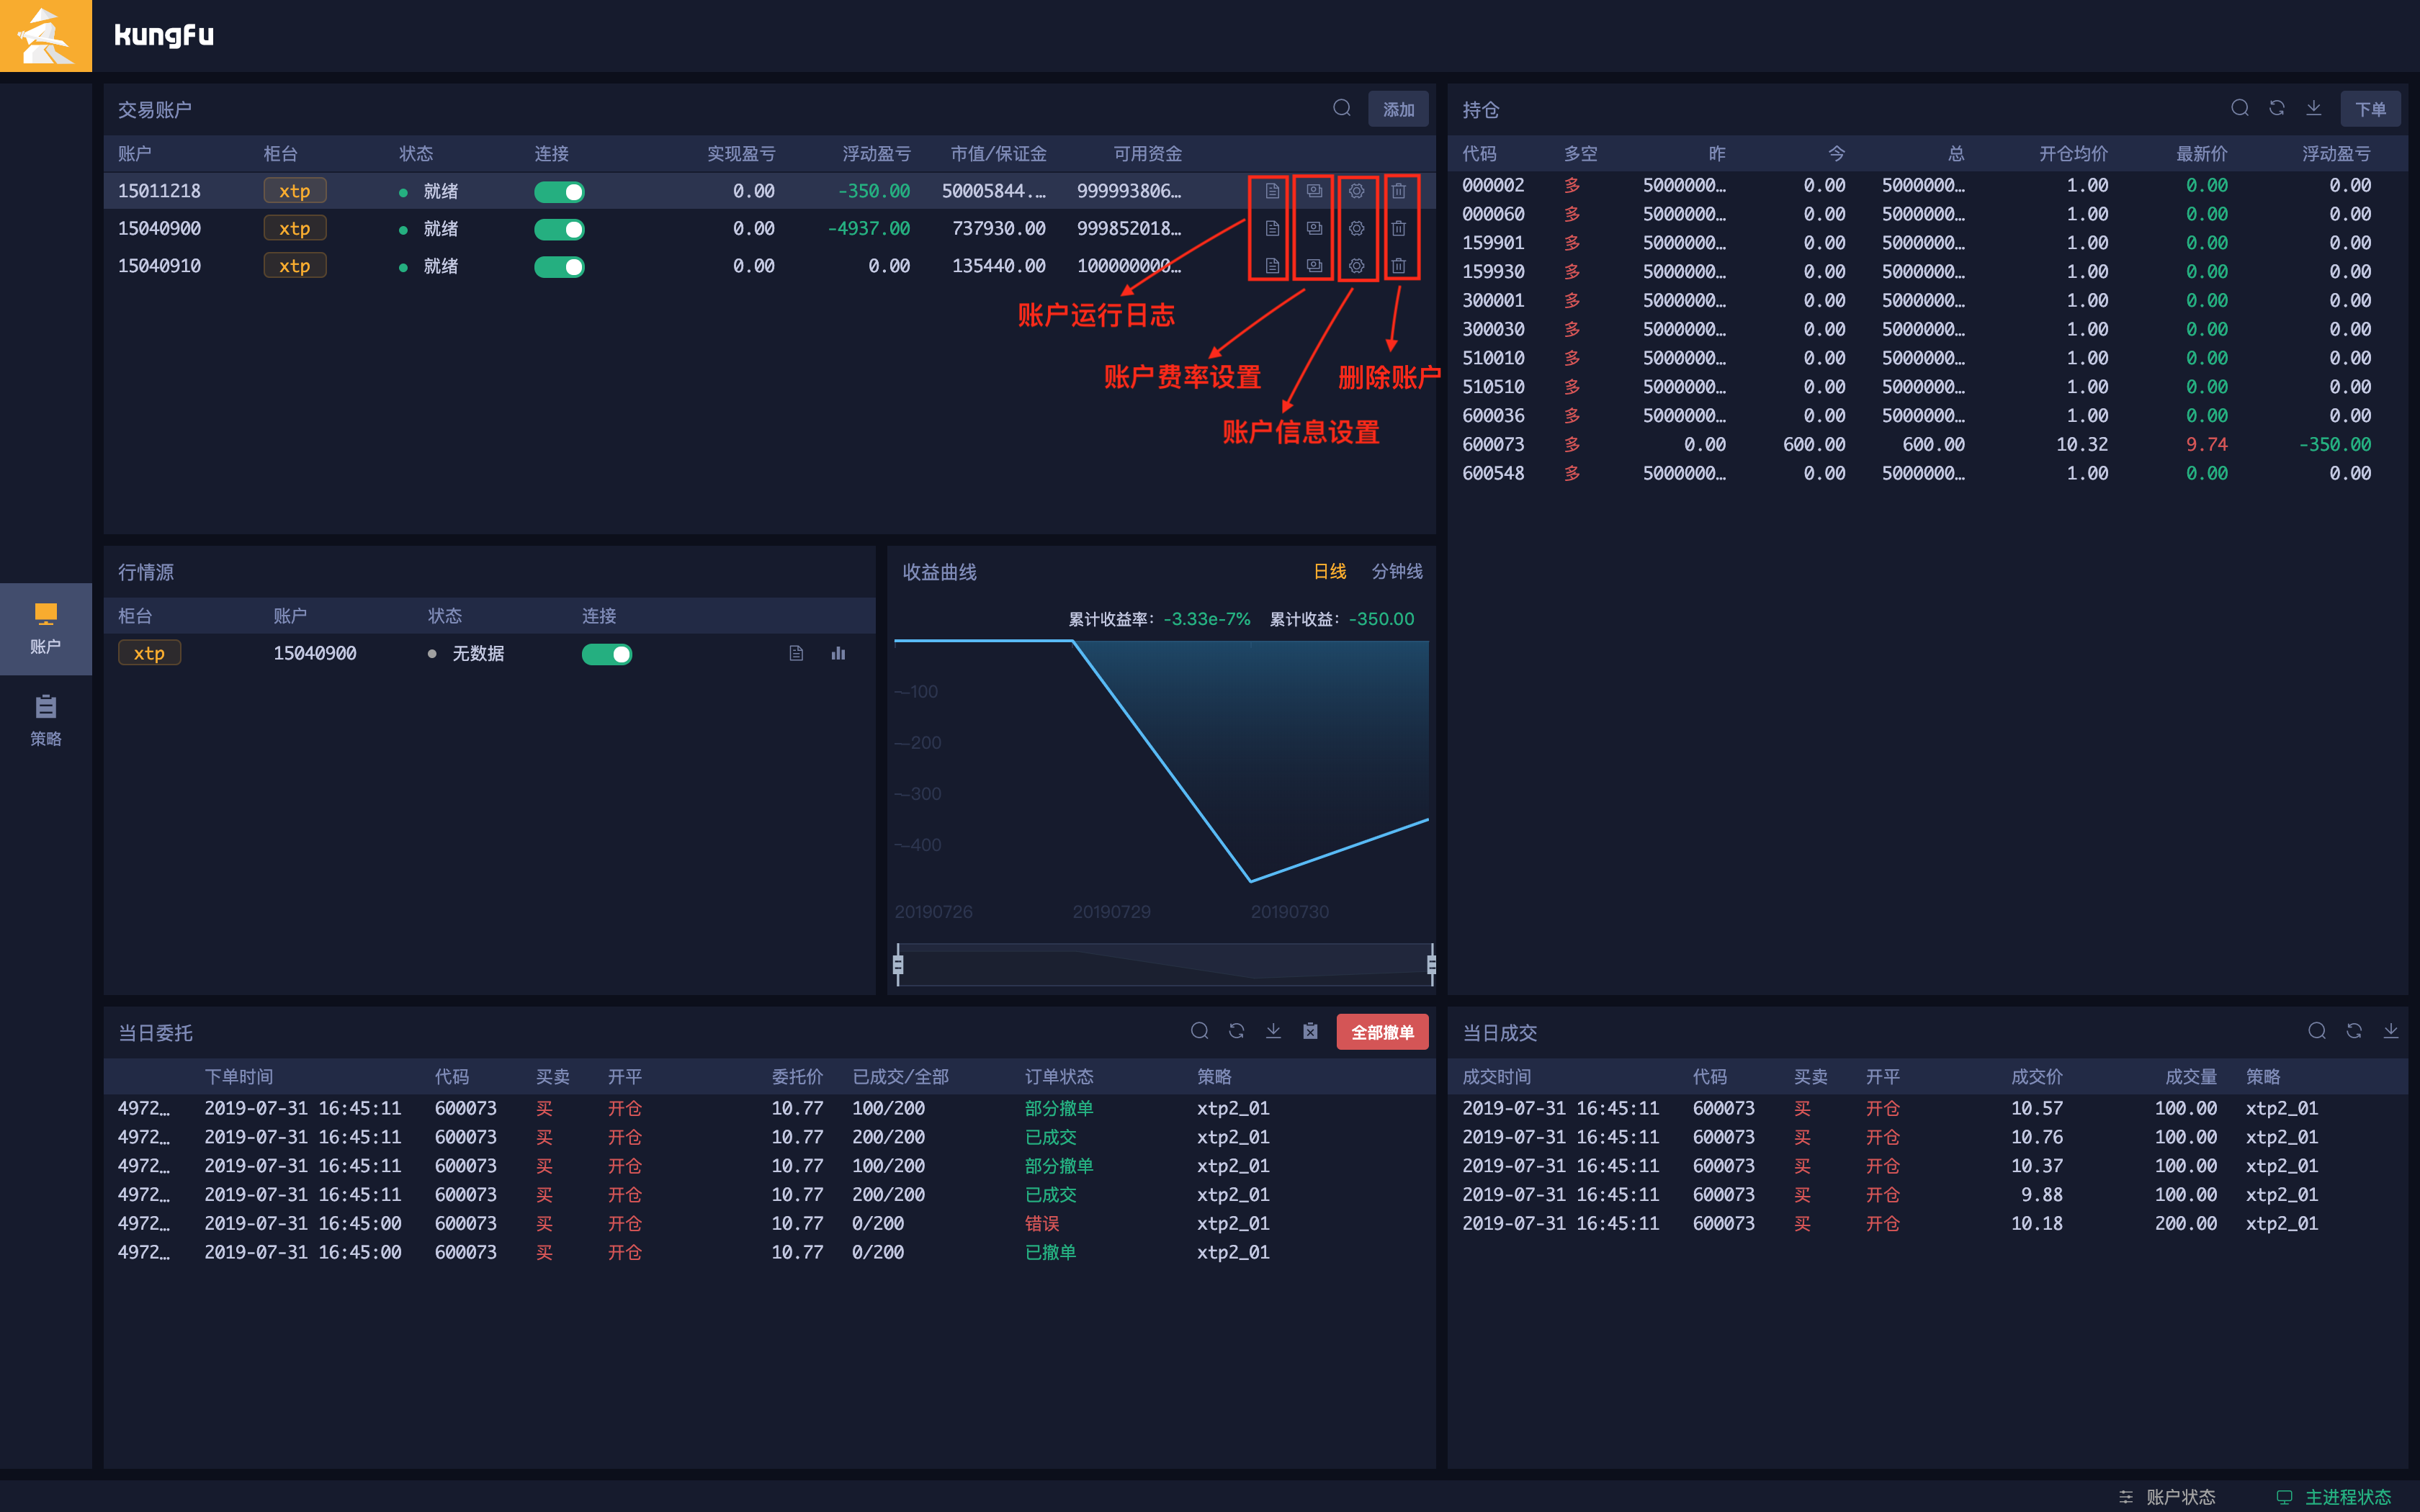 kungfu
交易账户
添加
账户 柜台 状态 连接 实现盈亏 浮动盈亏 市值/保证金 可用资金
15011218 xtp 就绪 0.00 -350.00 50005844.... 999993806...
15040900 xtp 就绪 0.00 -4937.00 737930.00 999852018...
15040910 xtp 就绪 0.00 0.00 135440.00 100000000...
账户运行日志
账户费率设置
删除账户
账户信息设置
持仓
下单
代码 多空 昨 今 总 开仓均价 最新价 浮动盈亏
000002 多 5000000... 0.00 5000000... 1.00 0.00 0.00
000060 多 5000000... 0.00 5000000... 1.00 0.00 0.00
159901 多 5000000... 0.00 5000000... 1.00 0.00 0.00
159930 多 5000000... 0.00 5000000... 1.00 0.00 0.00
300001 多 5000000... 0.00 5000000... 1.00 0.00 0.00
300030 多 5000000... 0.00 5000000... 1.00 0.00 0.00
510010 多 5000000... 0.00 5000000... 1.00 0.00 0.00
510510 多 5000000... 0.00 5000000... 1.00 0.00 0.00
600036 多 5000000... 0.00 5000000... 1.00 0.00 0.00
600073 多 0.00 600.00 600.00 10.32 9.74 -350.00
600548 多 5000000... 0.00 5000000... 1.00 0.00 0.00
账户
策略
行情源
柜台 账户 状态 连接
xtp 15040900 无数据
收益曲线 日线 分钟线
累计收益率: -3.33e-7% 累计收益: -350.00
-100
-200
-300
-400
20190726 20190729 20190730
当日委托
全部撤单
下单时间 代码 买卖 开平 委托价 已成交/全部 订单状态 策略
4972... 2019-07-31 16:45:11 600073 买 开仓 10.77 100/200 部分撤单 xtp2_01
4972... 2019-07-31 16:45:11 600073 买 开仓 10.77 200/200 已成交 xtp2_01
4972... 2019-07-31 16:45:11 600073 买 开仓 10.77 100/200 部分撤单 xtp2_01
4972... 2019-07-31 16:45:11 600073 买 开仓 10.77 200/200 已成交 xtp2_01
4972... 2019-07-31 16:45:00 600073 买 开仓 10.77 0/200 错误 xtp2_01
4972... 2019-07-31 16:45:00 600073 买 开仓 10.77 0/200 已撤单 xtp2_01
当日成交
成交时间 代码 买卖 开平 成交价 成交量 策略
2019-07-31 16:45:11 600073 买 开仓 10.57 100.00 xtp2_01
2019-07-31 16:45:11 600073 买 开仓 10.76 100.00 xtp2_01
2019-07-31 16:45:11 600073 买 开仓 10.37 100.00 xtp2_01
2019-07-31 16:45:11 600073 买 开仓 9.88 100.00 xtp2_01
2019-07-31 16:45:11 600073 买 开仓 10.18 200.00 xtp2_01
账户状态 主进程状态